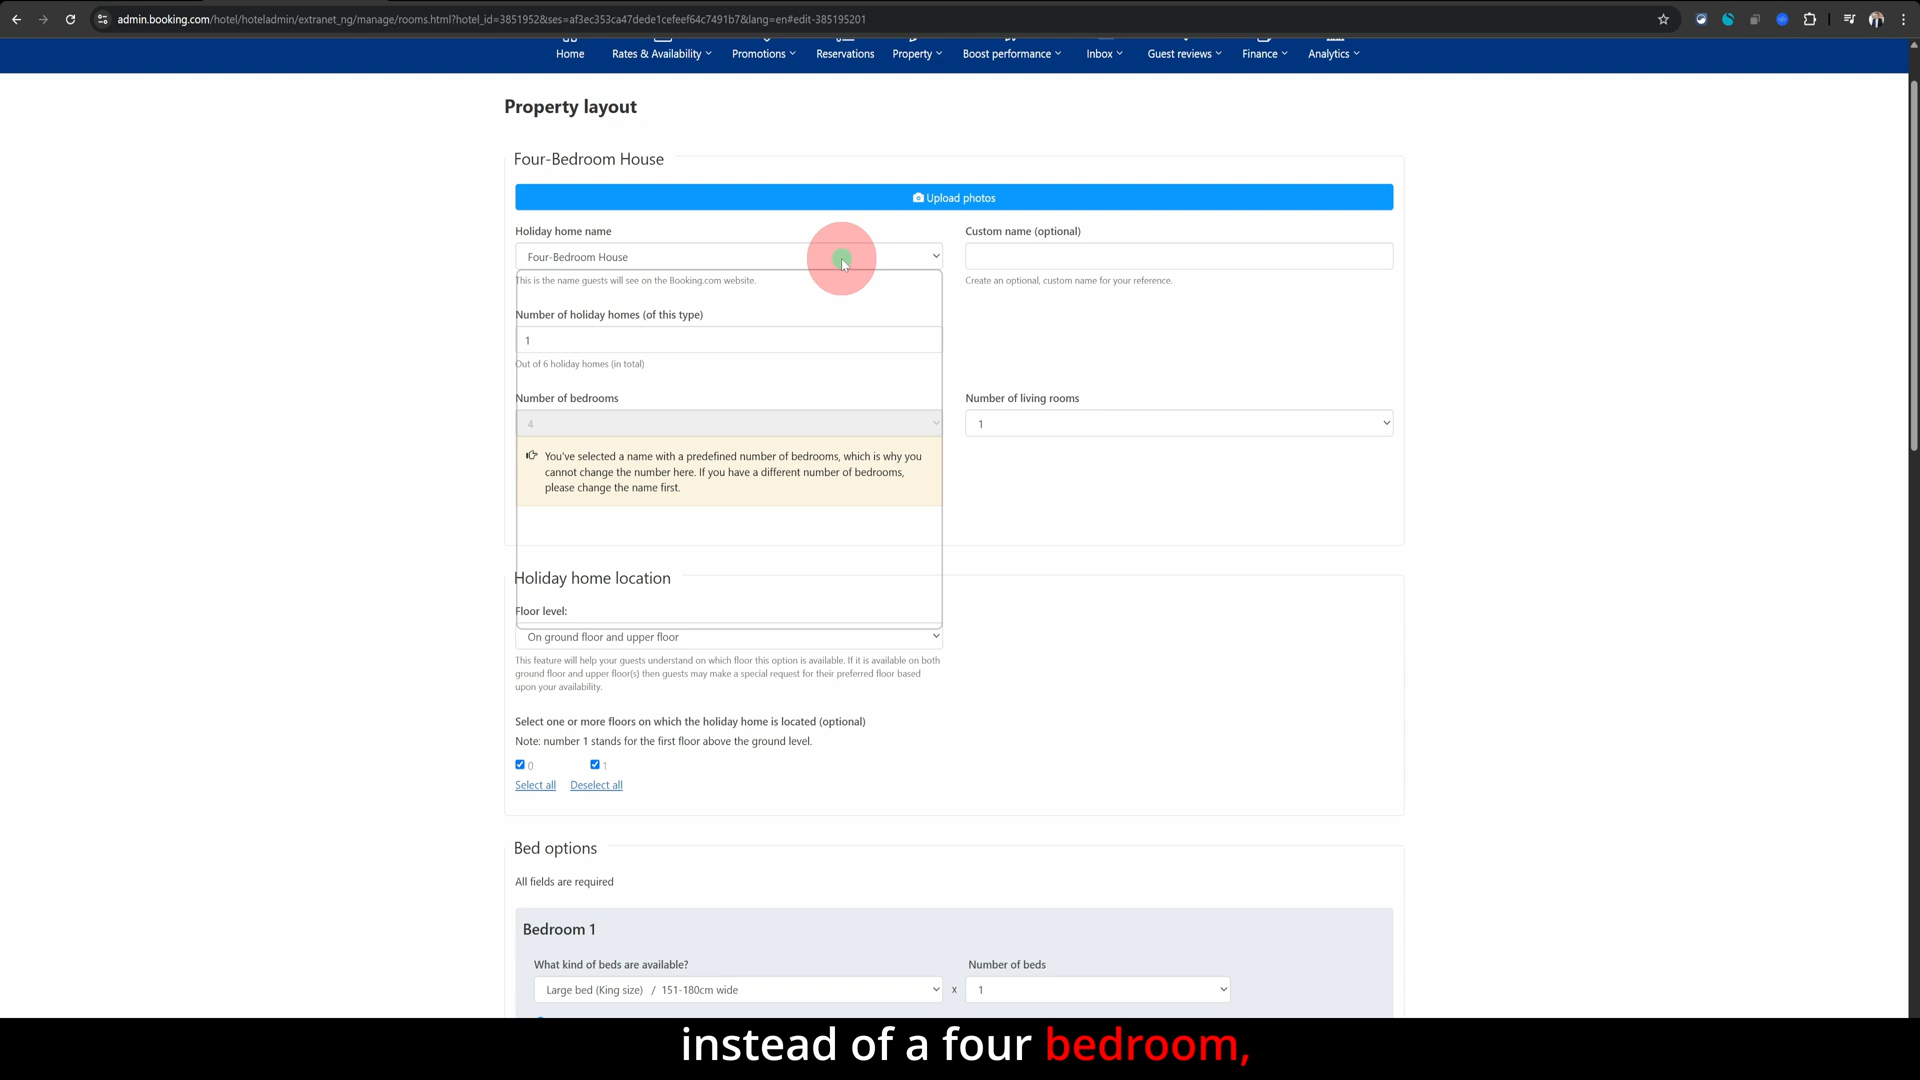 admin.booking.com/hotel/hoteladmin/extranet_ng/manage/rooms.html?hotel_id=3851952&ses=af3ec353ca47dede1cefeef64c7491b7&lang=en#edit-385195201
Home Rates & Availability Promotions Reservations Property Boost performance Inbox Guest reviews Finance Analytics
Property layout
Four-Bedroom House
Upload photos
Holiday home name Custom name (optional)
Four-Bedroom House
This is the name guests will see on the Booking.com website. Create an optional, custom name for your reference.
Number of holiday homes (of this type)
1
Out of 6 holiday homes (in total)
Number of bedrooms Number of living rooms
4 1
You've selected a name with a predefined number of bedrooms, which is why you
cannot change the number here. If you have a different number of bedrooms,
please change the name first.
Holiday home location
Floor level:
On ground floor and upper floor
This feature will help your guests understand on which floor this option is available. If it is available on both
ground floor and upper floor(s) then guests may make a special request for their preferred floor based
upon your availability.
Select one or more floors on which the holiday home is located (optional)
Note: number 1 stands for the first floor above the ground level.
0 1
Select all Deselect all
Bed options
All fields are required
Bedroom 1
What kind of beds are available? Number of beds
Large bed (King size) / 151-180cm wide x 1
instead of a four bedroom,